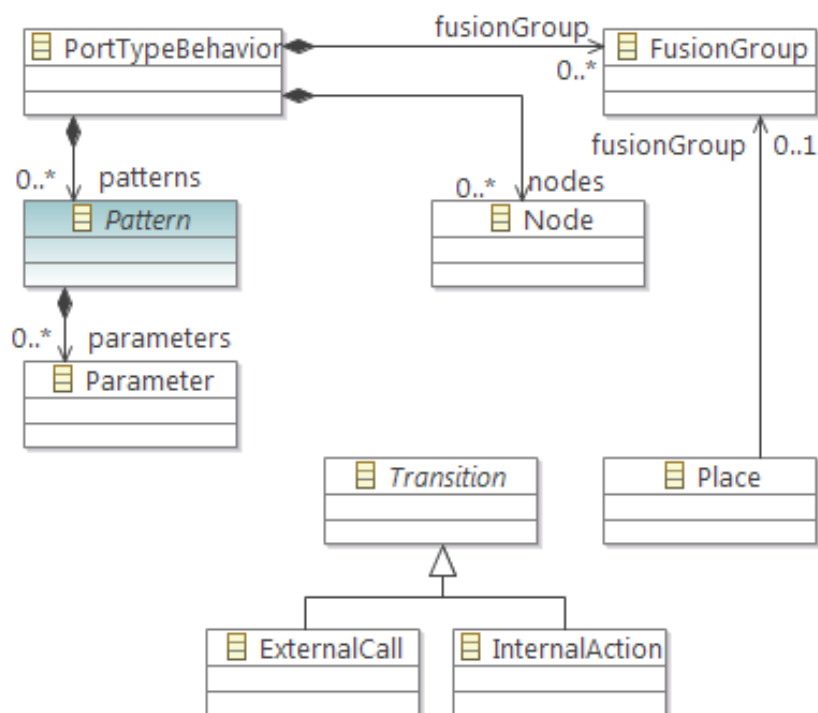 fusionGroup
PortTypeBehavior
FusionGroup
0..*
fusionGroup 0..1
0..* patterns
0..* nodes
Pattern
Node
0..* parameters
Parameter
Transition
Place
ExternalCall
InternalAction